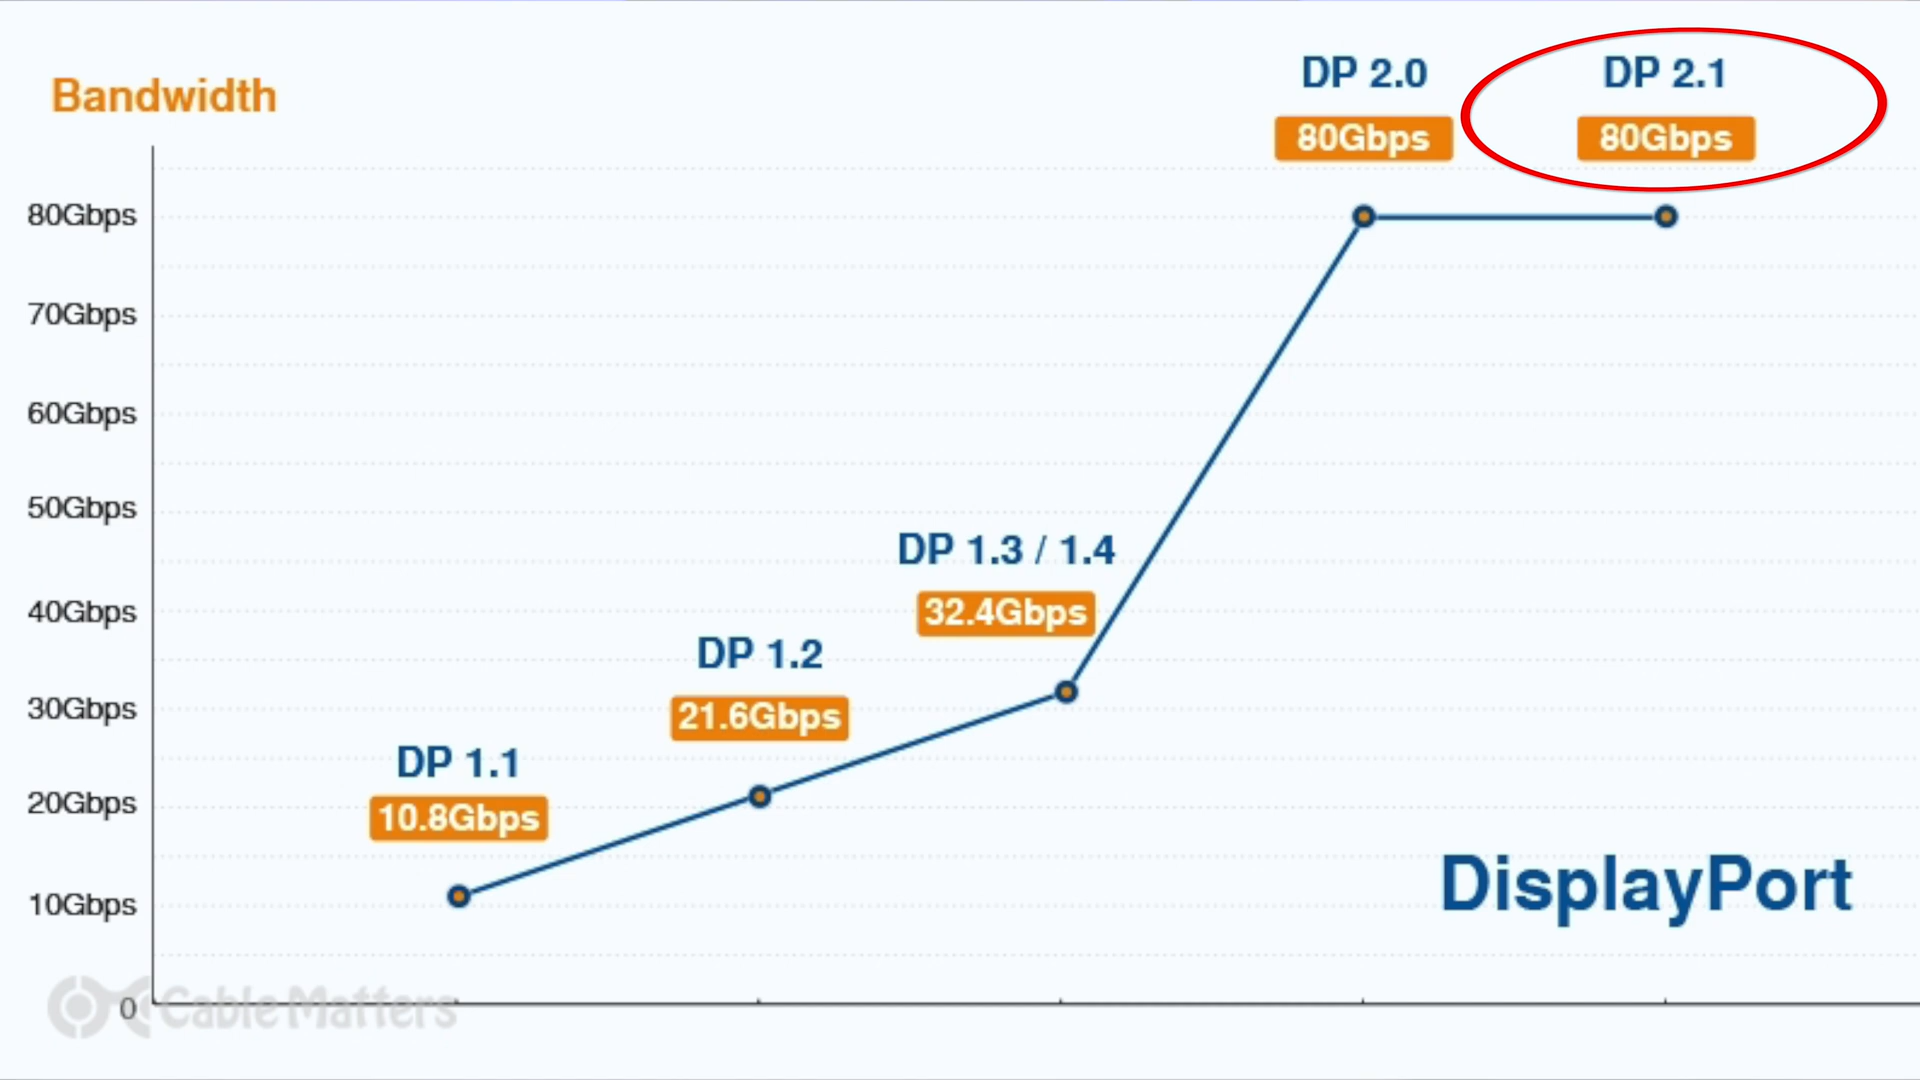 Bandwidth
DP 2.0
80Gbps
DP 2.1
80Gbps
80Gbps
70Gbps
60Gbps
50Gbps
DP 1.3 / 1.4
32.4Gbps
40Gbps
DP 1.2
21.6Gbps
30Gbps
DP 1.1
10.8Gbps
20Gbps
DisplayPort
10Gbps
0
Cable Matters